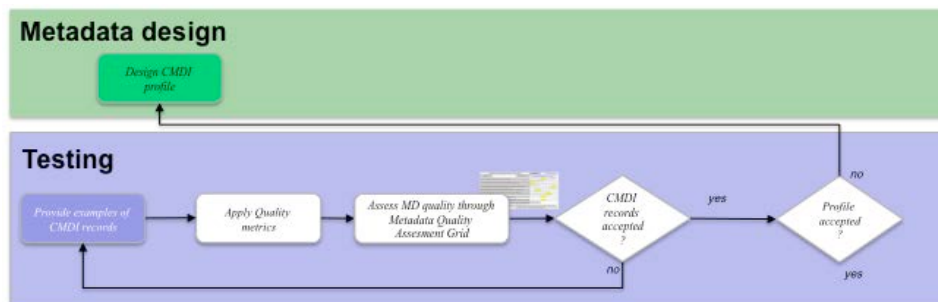 Metadata design
Design CMDI
profile
Testing
Provide examples of
CMDI records
Apply Quality
metrics
Assess MD quality through
Metadata Quality
Assesment Grid
CMDI
records
accepted
?
yes
no
Profile
accepted
?
no
yes